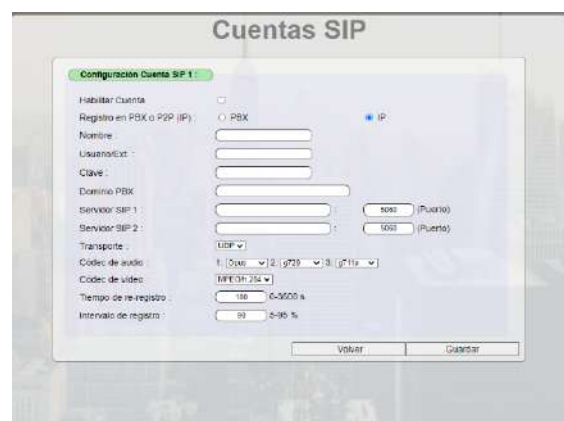 Cuentas SIP
Configuración Cuenta SIP 1 :
Habilitar Cuenta
Registro en PBX o P2P (IP) : PBX IP
Nombre :
Usuario/Ext. :
Clave :
Dominio PBX
Servidor SIP 1 : : 5060 (Puerto)
Servidor SIP 2 : : 5060 (Puerto)
Transporte : UDP
Códec de audio : 1. Opus 2. g729 3. g711a
Códec de vídeo MPEG/h.264
Tiempo de re-registro : 180 0-3600 s
Intervalo de registro : 90 5-95 %
Volver Guardar